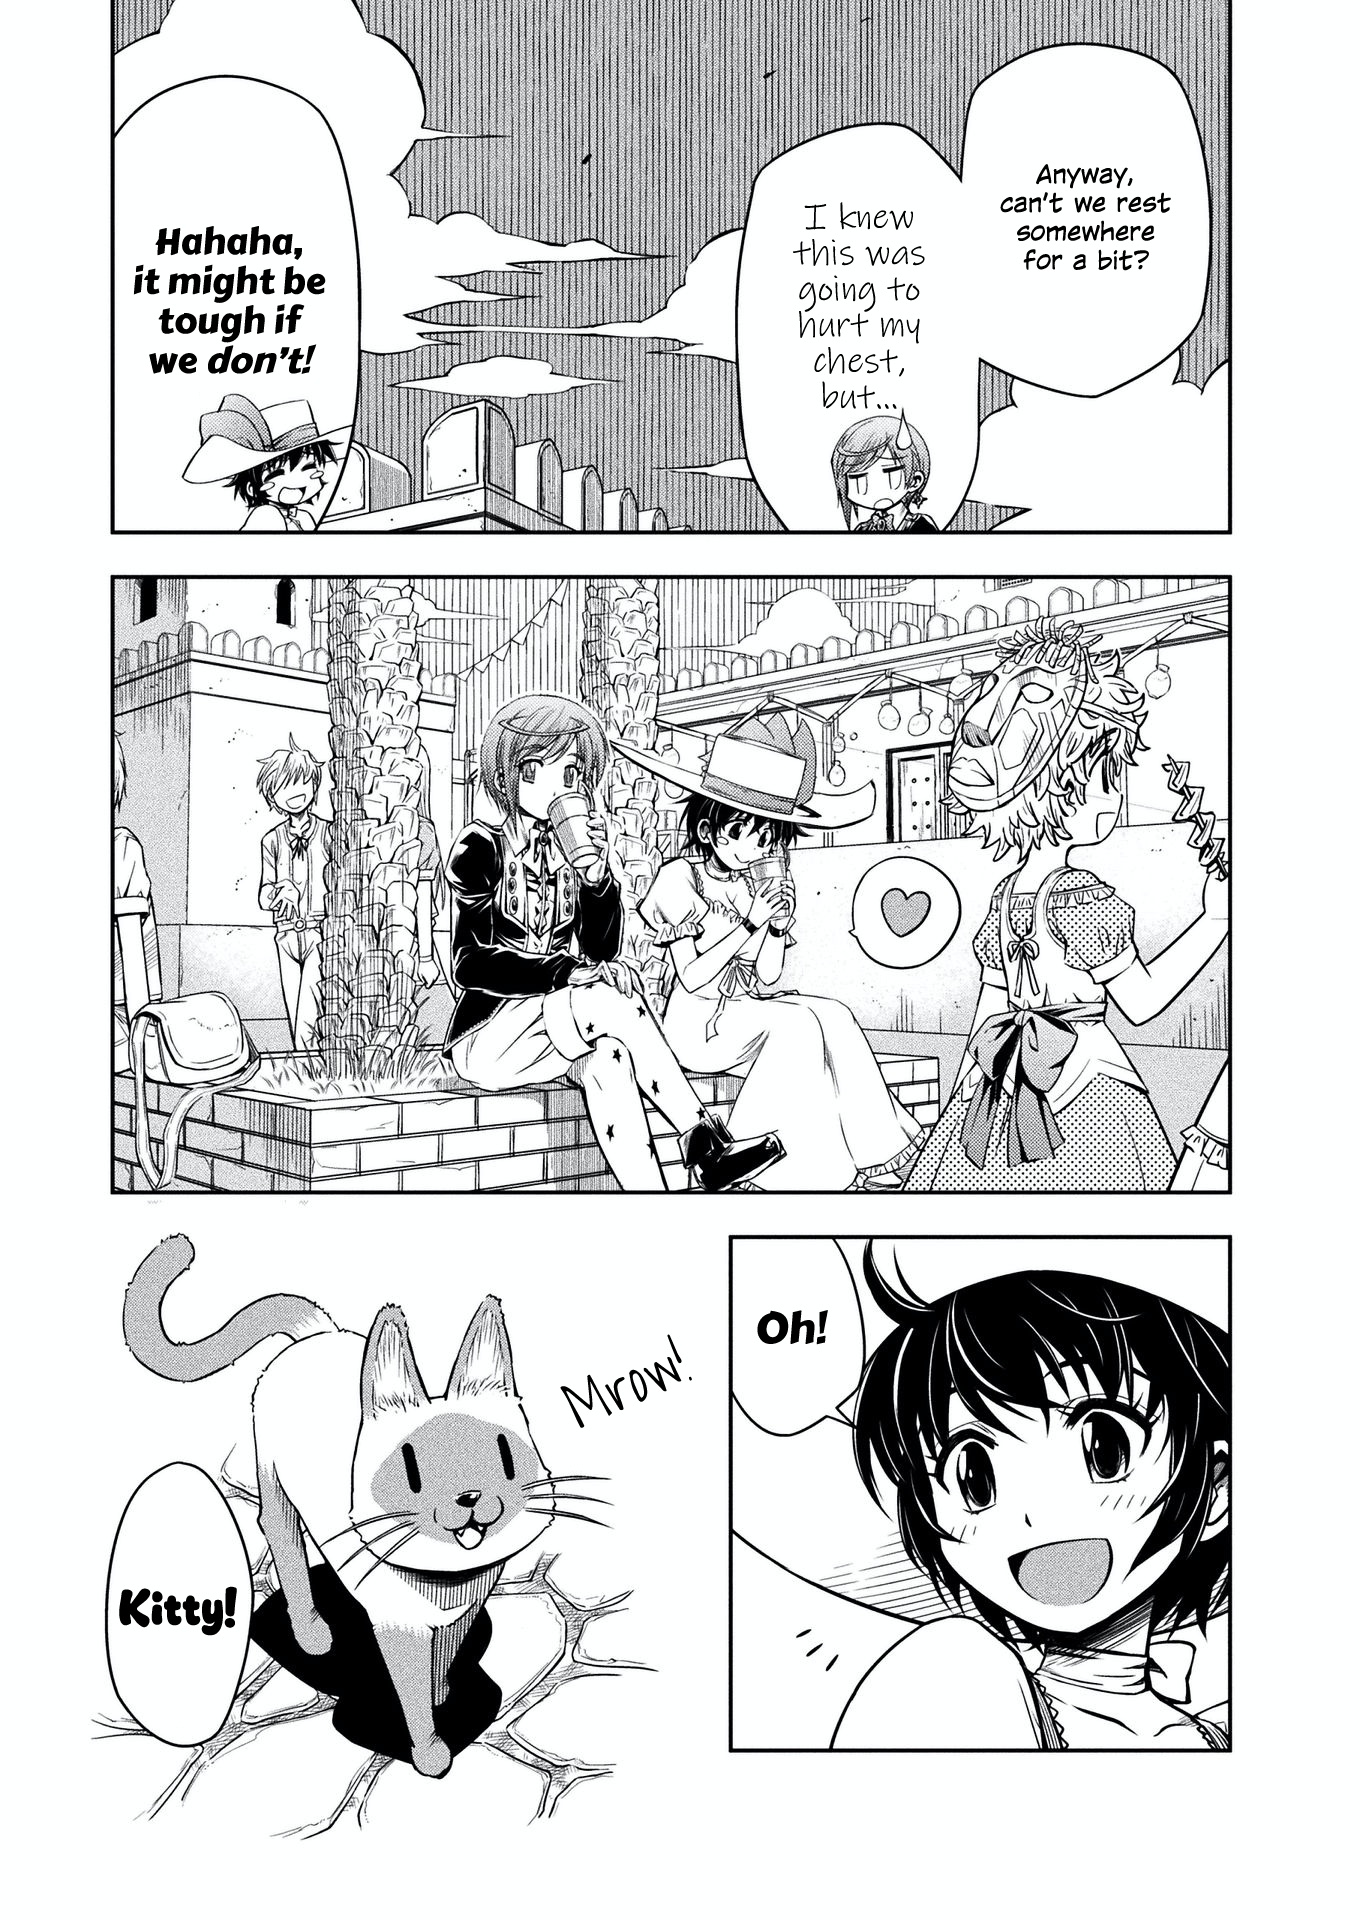 Anyway,
can't we rest
somewhere
for a bit?
I knew
this was
going to
hurt my
chest,
but...
Hahaha,
it might be
tough if
we don't!
Oh!
Mrow!
Kitty!